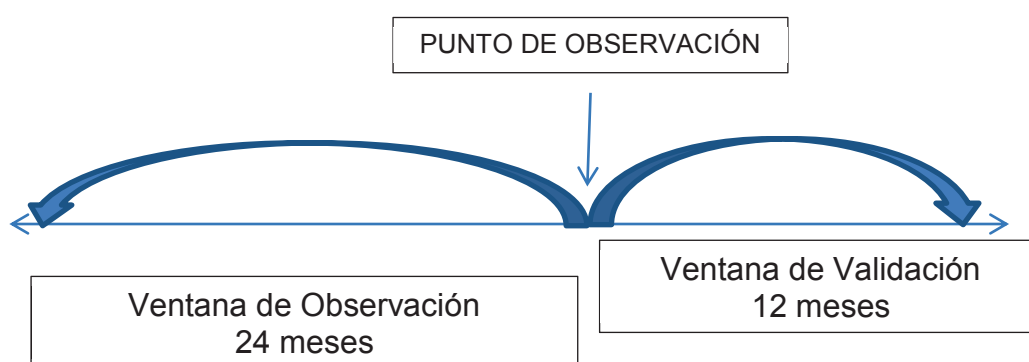 PUNTO DE OBSERVACIÓN
Ventana de Observación
24 meses
Ventana de Validación
12 meses